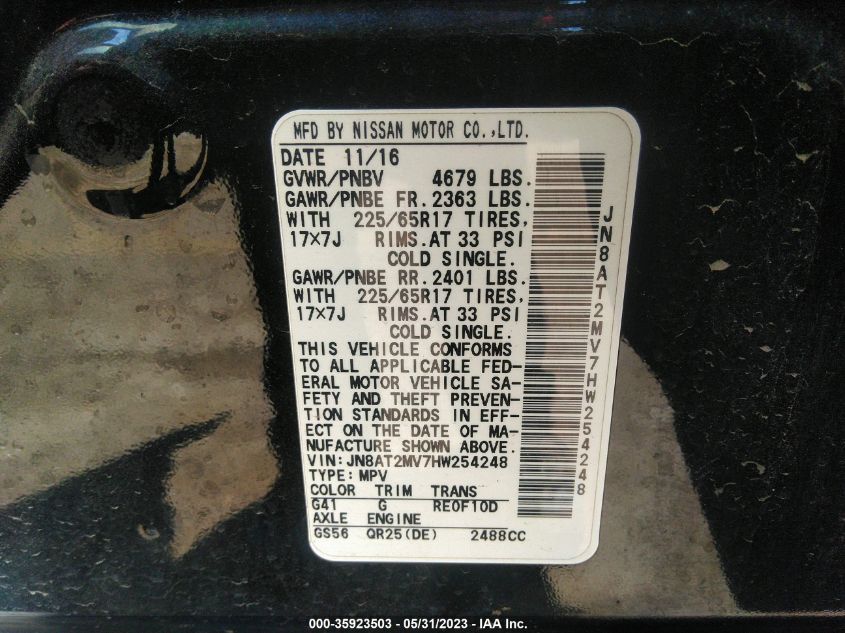 MFD BY NISSAN MOTOR CO.,LTD.
DATE 11/16
GVWR/PNBV 4679 LBS.
GAWR/PNBE FR. 2363 LBS.
WITH 225/65R17 TIRES,
17×7J RIMS.AT 33 PSI
COLD SINGLE.
GAWR/PNBE RR. 2401 LBS.
WITH 225/65R17 TIRES,
17×7J RIMS.AT 33 PSI
COLD SINGLE.
THIS VEHICLE CONFORMS
TO ALL APPLICABLE FED-
ERAL MOTOR VEHICLE SA-
FETY AND THEFT PREVEN-
TION STANDARDS IN EFF-
ECT ON THE DATE OF MA-
NUFACTURE SHOWN ABOVE.
VIN:JN8AT2MV7HW254248
TYPE:MPV
COLOR TRIM TRANS
G41 G RE0F10D
AXLE ENGINE
GS56 QR25(DE) 2488CC
JN8AT2MV7HW254248
000-35923503 - 05/31/2023 - IAA Inc.